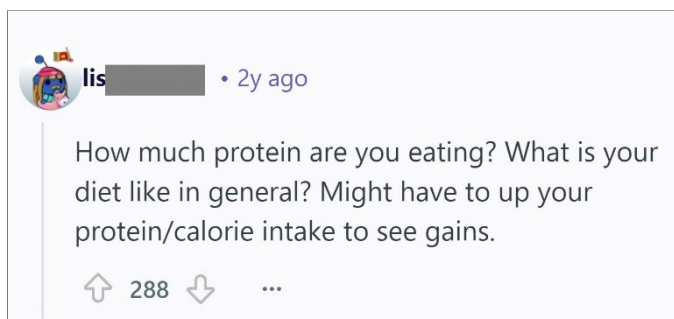 lis • 2y ago
How much protein are you eating? What is your
diet like in general? Might have to up your
protein/calorie intake to see gains.
288 ...